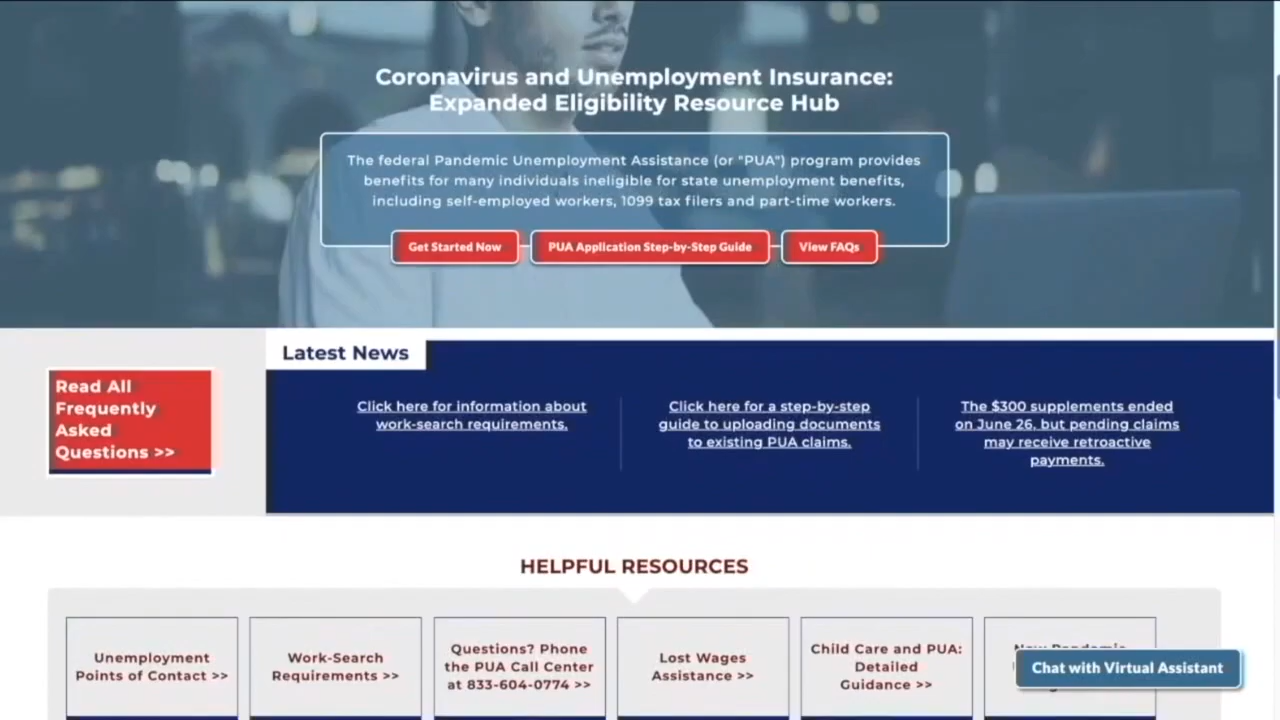 Coronavirus and Unemployment Insurance:
Expanded Eligibility Resource Hub
The federal Pandemic Unemployment Assistance (or "PUA") program provides
benefits for many individuals ineligible for state unemployment benefits,
including self-employed workers, 1099 tax filers and part-time workers.
Get Started Now
PUA Application Step-by-Step Guide
View FAQs
Latest News
Read All
Frequently
Asked
Questions >>
Click here for information about
work-search requirements.
Click here for a step-by-step
guide to uploading documents
to existing PUA claims.
The $300 supplements ended
on June 26, but pending claims
may receive retroactive
payments.
HELPFUL RESOURCES
Unemployment
Points of Contact >>
Work-Search
Requirements >>
Questions? Phone
the PUA Call Center
at 833-604-0774 >>
Lost Wages
Assistance >>
Child Care and PUA:
Detailed
Guidance >>
New Pandemic
Chat with Virtual Assistant